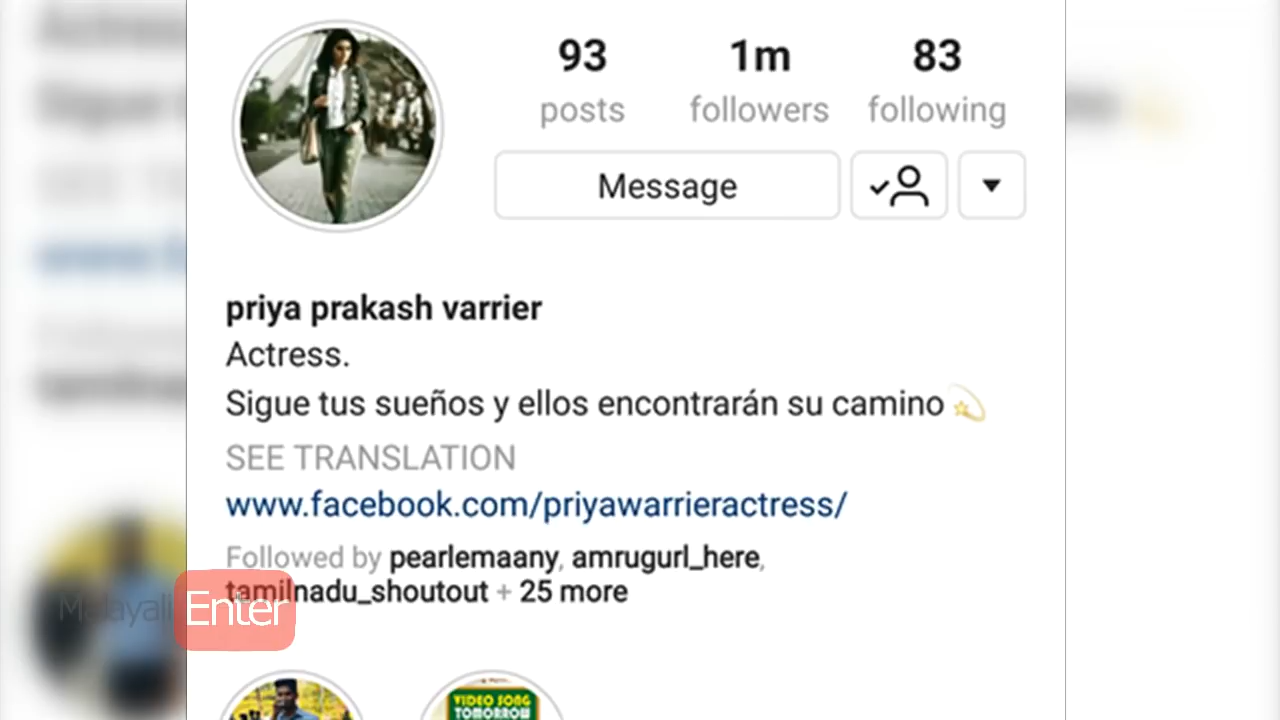 93 1m 83
posts followers following
Message
priya prakash varrier
Actress.
Sigue tus sueños y ellos encontrarán su camino 💫
SEE TRANSLATION
www.facebook.com/priyawarrieractress/
Followed by pearlemaany, amrugurl_here,
tamilnadu_shoutout + 25 more
Malayali Enter
VIDEO SONG
TOMORROW